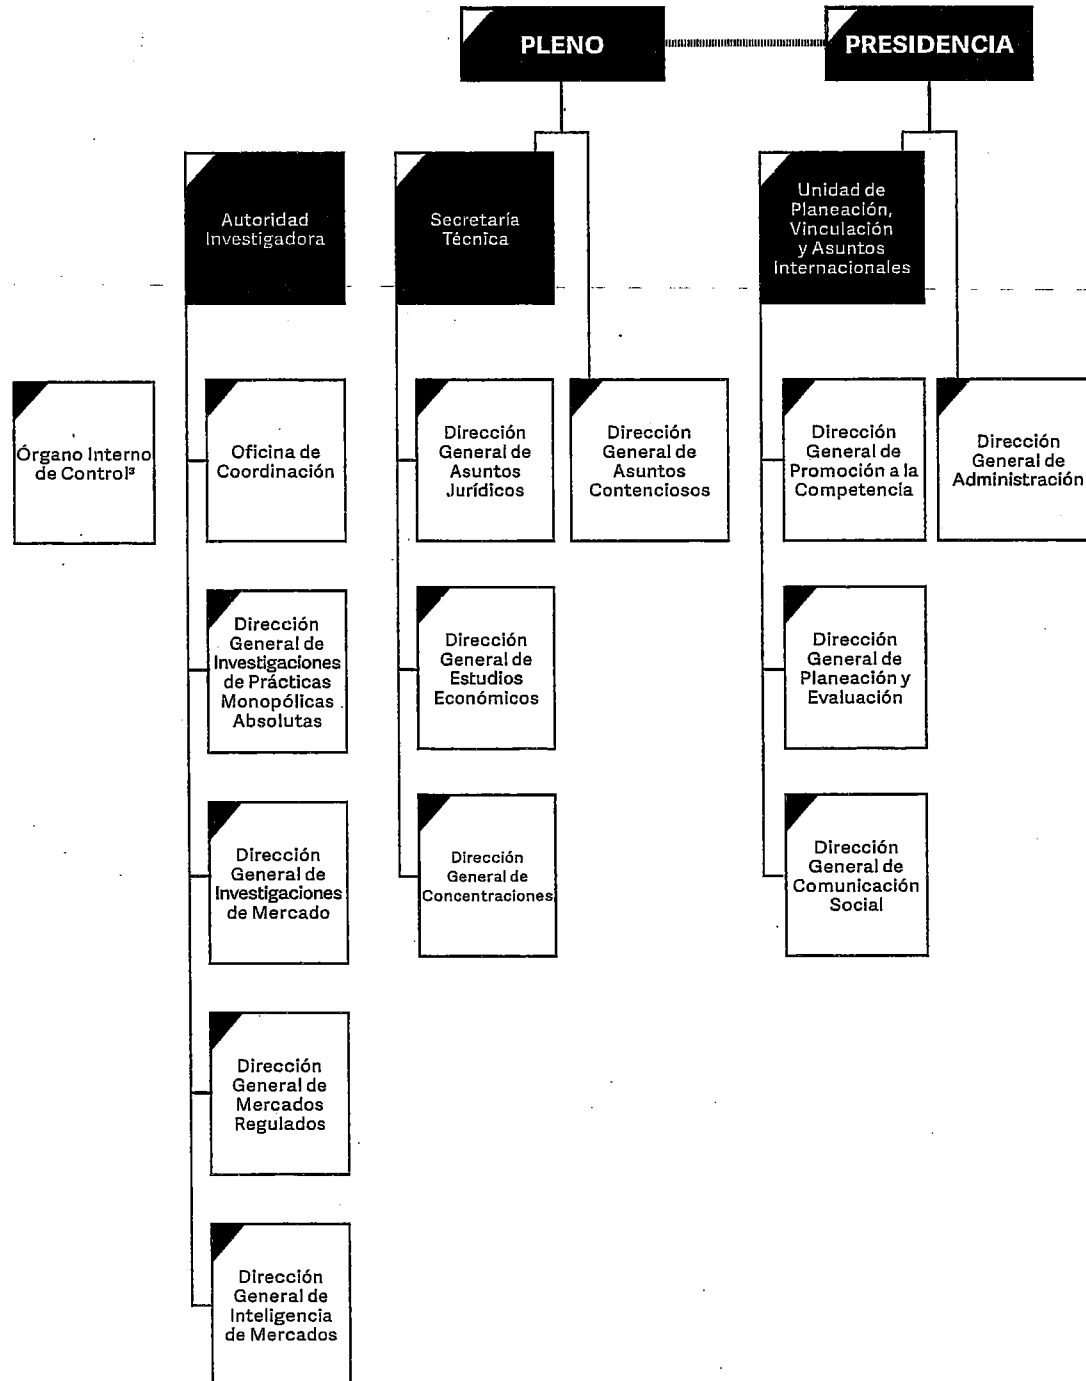 PLENO
PRESIDENCIA
Autoridad
Investigadora
Secretaría
Técnica
Unidad de
Planeación,
Vinculación
y Asuntos
Internacionales
Órgano Interno
de Control³
Oficina de
Coordinación
Dirección
General de
Asuntos
Jurídicos
Dirección
General de
Asuntos
Contenciosos
Dirección
General de
Promoción a la
Competencia
Dirección
General de
Administración
Dirección
General de
Investigaciones
de Prácticas
Monopólicas
Absolutas
Dirección
General de
Estudios
Económicos
Dirección
General de
Planeación y
Evaluación
Dirección
General de
Investigaciones
de Mercado
Dirección
General de
Concentraciones
Dirección
General de
Comunicación
Social
Dirección
General de
Mercados
Regulados
Dirección
General de
Inteligencia
de Mercados